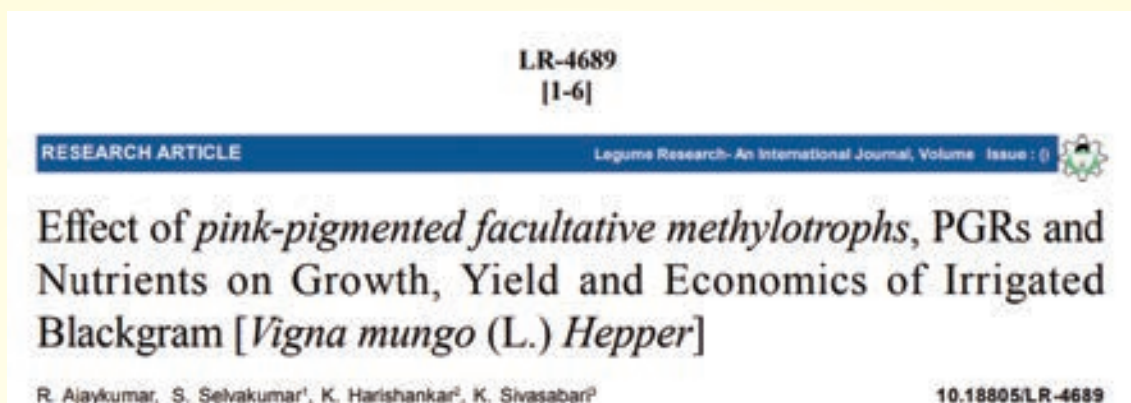 LR-4689
[1-6]
RESEARCH ARTICLE Legume Research- An International Journal, Volume Issue : ()
Effect of pink-pigmented facultative methylotrophs, PGRs and
Nutrients on Growth, Yield and Economics of Irrigated
Blackgram [Vigna mungo (L.) Hepper]
R. Ajaykumar, S. Selvakumar¹, K. Harishankar², K. Sivasabari³ 10.18805/LR-4689